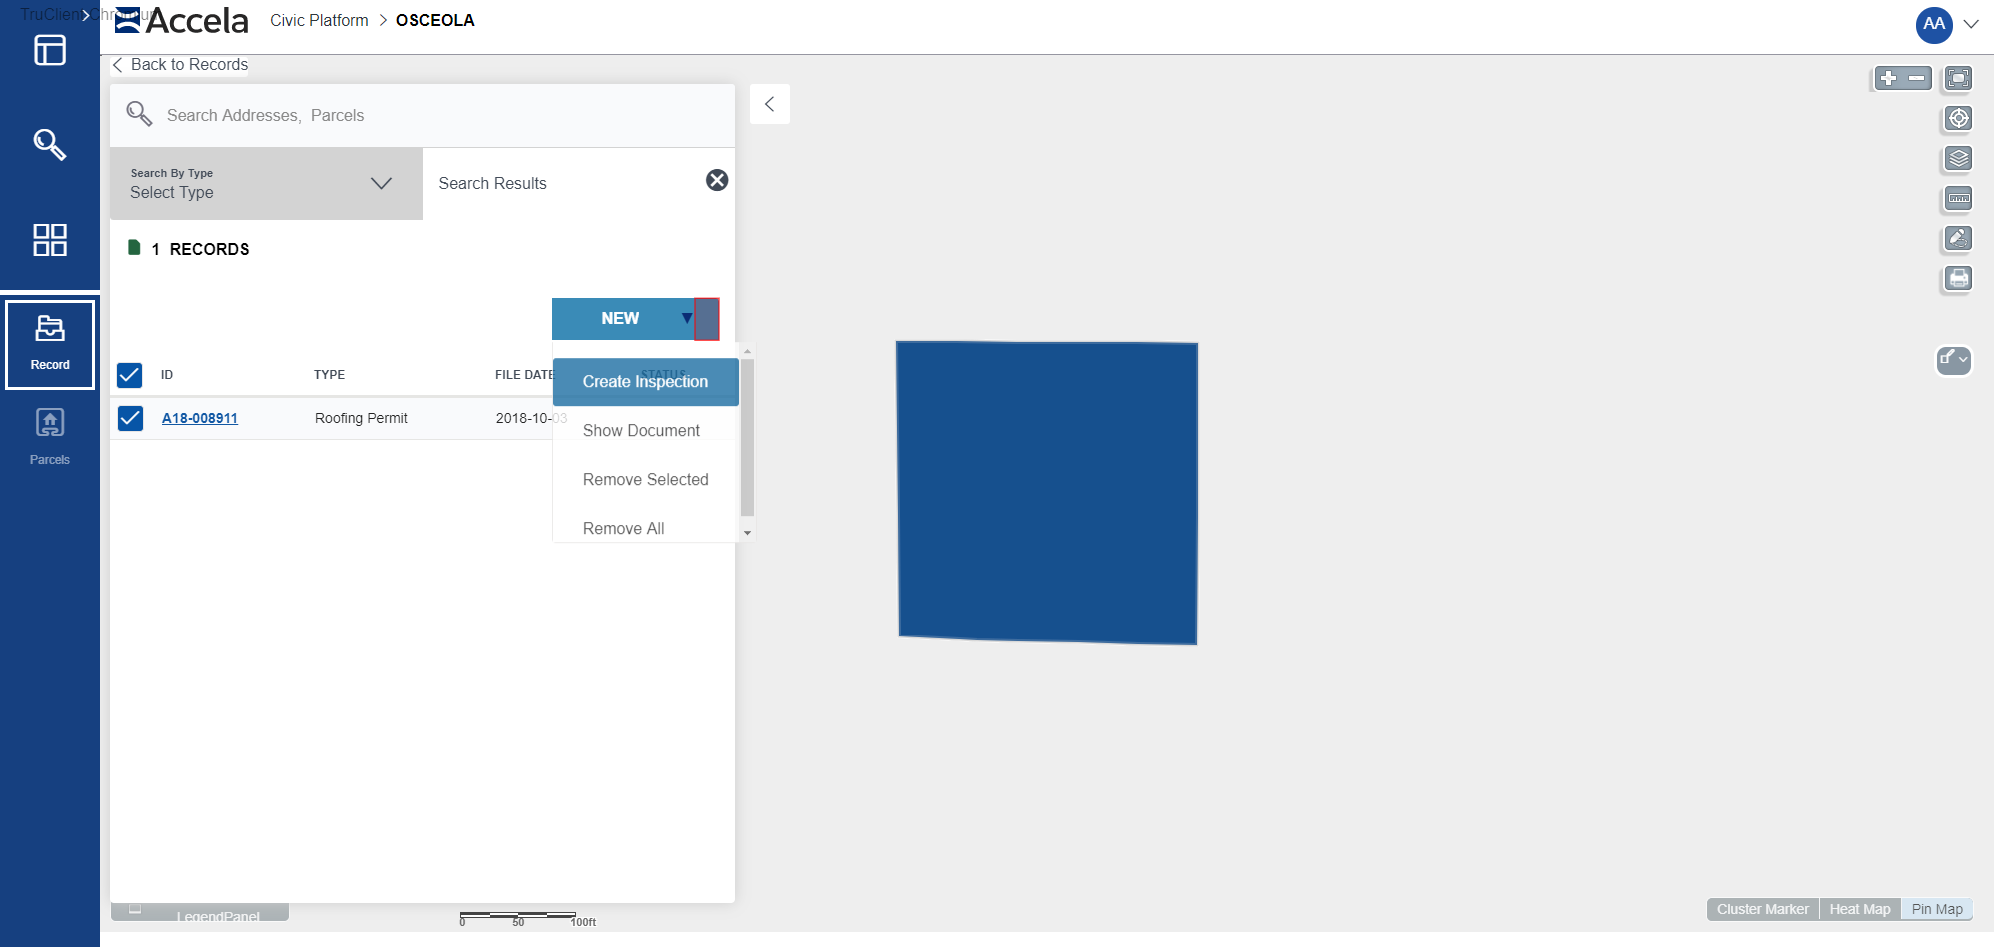 TruClient Chromium
Accela
Civic Platform > OSCEOLA
AA
Back to Records
Search Addresses, Parcels
Search By Type
Select Type
Search Results
1 RECORDS
NEW
ID TYPE FILE DATE STATUS
Create Inspection
A18-008911 Roofing Permit 2018-10-03
Show Document
Remove Selected
Remove All
Record
Parcels
LegendPanel
0 50 100ft
Cluster Marker Heat Map Pin Map